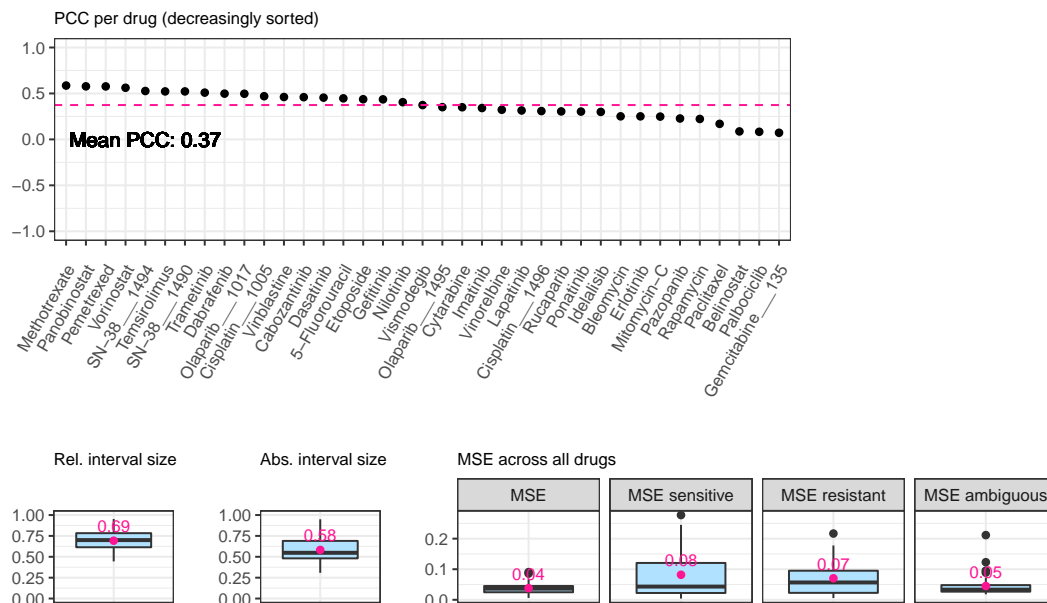 PCC per drug (decreasingly sorted)
1.0
0.5
0.0
−0.5
−1.0
Mean PCC: 0.37
Methotrexate
Panobinostat
Pemetrexed
Vorinostat
SN−38___1494
Temsirolimus
SN−38___1490
Trametinib
Dabrafenib
Olaparib___1017
Cisplatin___1005
Vinblastine
Cabozantinib
Dasatinib
5−Fluorouracil
Etoposide
Gefitinib
Nilotinib
Vismodegib
Olaparib___1495
Cytarabine
Imatinib
Vinorelbine
Lapatinib
Cisplatin___1496
Rucaparib
Ponatinib
Idelalisib
Bleomycin
Erlotinib
Mitomycin−C
Pazopanib
Rapamycin
Paclitaxel
Belinostat
Palbociclib
Gemcitabine___135
Rel. interval size
1.00
0.75
0.50
0.25
0.00
0.69
Abs. interval size
1.00
0.75
0.50
0.25
0.00
0.58
MSE across all drugs
MSE
MSE sensitive
MSE resistant
MSE ambiguous
0.2
0.1
0.0
0.04
0.08
0.07
0.05